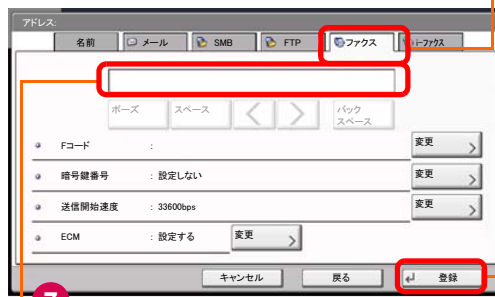 アドレス:
名前 メール SMB FTP ファクス i-ファクス
ポーズ スペース バック
スペース
Fコード : 変更
暗号鍵番号 : 設定しない 変更
送信開始速度 : 33600bps 変更
ECM : 設定する 変更
キャンセル 戻る 登録